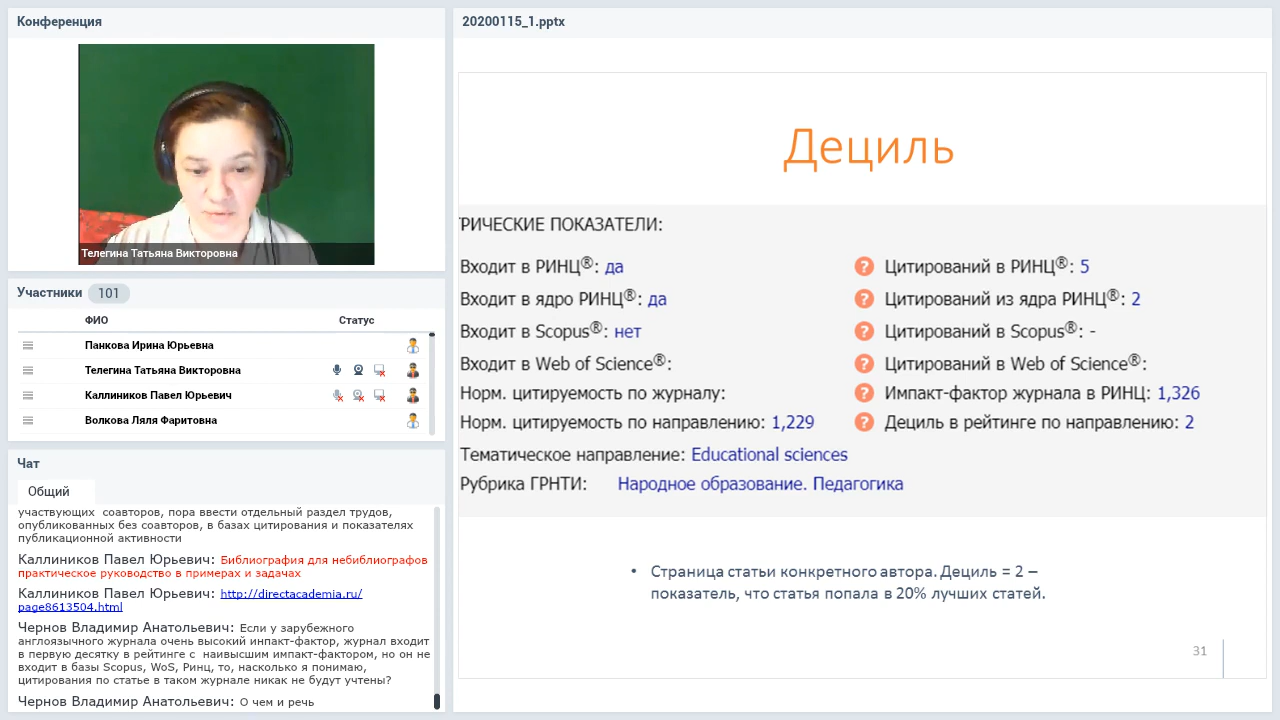 Конференция
Телегина Татьяна Викторовна
Участники 101
ФИО Статус
Панкова Ирина Юрьевна
Телегина Татьяна Викторовна
Каллиников Павел Юрьевич
Волкова Ляля Фаритовна
Чат
Общий
участвующих соавторов, пора ввести отдельный раздел трудов,
опубликованных без соавторов, в базах цитирования и показателях
публикационной активности
Каллиников Павел Юрьевич: Библиография для небиблиографов
практическое руководство в примерах и задачах
Каллиников Павел Юрьевич: http://directacademia.ru/
page8613504.html
Чернов Владимир Анатольевич: Если у зарубежного
англоязычного журнала очень высокий инпакт-фактор, журнал входит
в первую десятку в рейтинге с наивысшим импакт-фактором, но он не
входит в базы Scopus, WoS, Ринц, то, насколько я понимаю,
цитирования по статье в таком журнале никак не будут учтены?
Чернов Владимир Анатольевич: О чем и речь
20200115_1.pptx
Дециль
ТРИЧЕСКИЕ ПОКАЗАТЕЛИ:
Входит в РИНЦ®: да ? Цитирований в РИНЦ®: 5
Входит в ядро РИНЦ®: да ? Цитирований из ядра РИНЦ®: 2
Входит в Scopus®: нет ? Цитирований в Scopus®: -
Входит в Web of Science®: ? Цитирований в Web of Science®:
Норм. цитируемость по журналу: ? Импакт-фактор журнала в РИНЦ: 1,326
Норм. цитируемость по направлению: 1,229 ? Дециль в рейтинге по направлению: 2
Тематическое направление: Educational sciences
Рубрика ГРНТИ: Народное образование. Педагогика
• Страница статьи конкретного автора. Дециль = 2 –
показатель, что статья попала в 20% лучших статей.
31